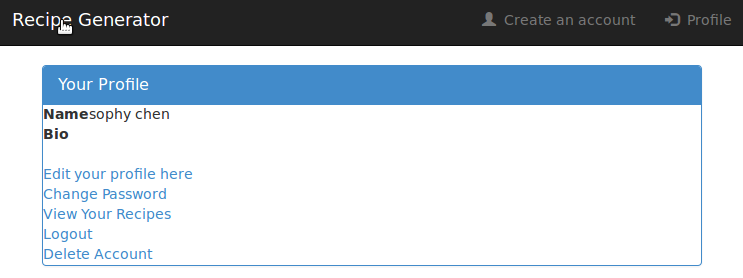 Recipe Generator Create an account Profile
Your Profile
Namesophy chen
Bio
Edit your profile here
Change Password
View Your Recipes
Logout
Delete Account